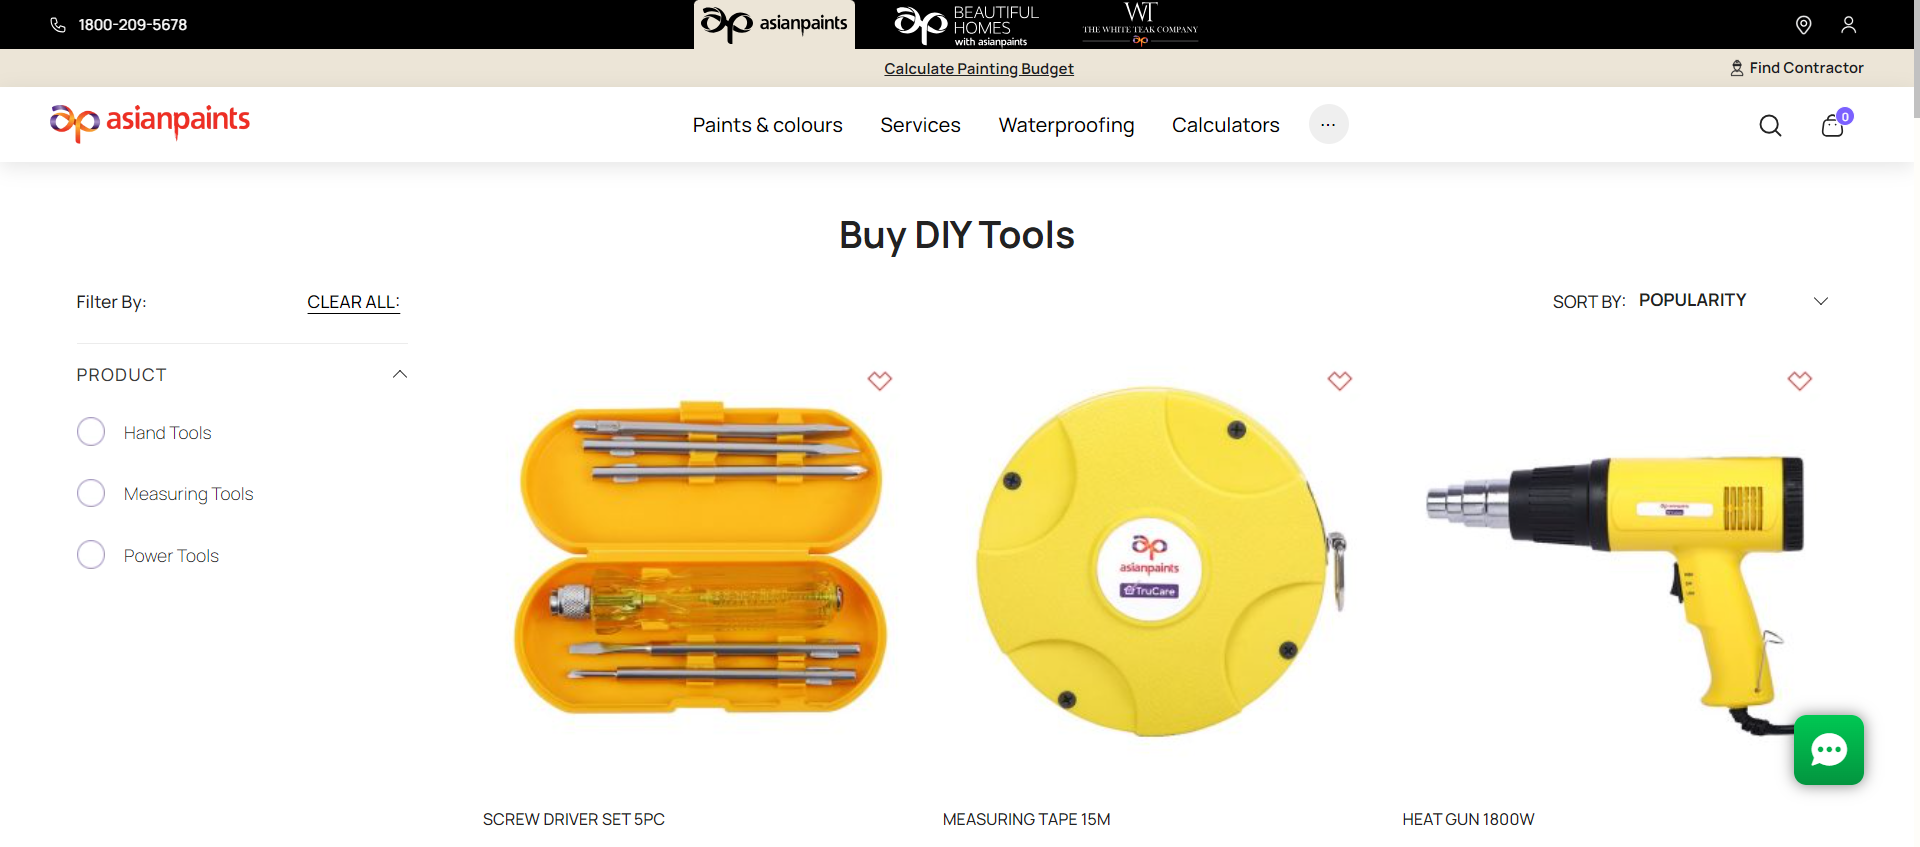 1800-209-5678
asianpaints
BEAUTIFUL
HOMES
with asianpaints
WT
THE WHITE TEAK COMPANY
Calculate Painting Budget
Find Contractor
asianpaints
Paints & colours
Services
Waterproofing
Calculators
...
0
Buy DIY Tools
Filter By:
CLEAR ALL:
SORT BY: POPULARITY
PRODUCT
Hand Tools
Measuring Tools
Power Tools
asianpaints
TruCare
SCREW DRIVER SET 5PC
MEASURING TAPE 15M
HEAT GUN 1800W